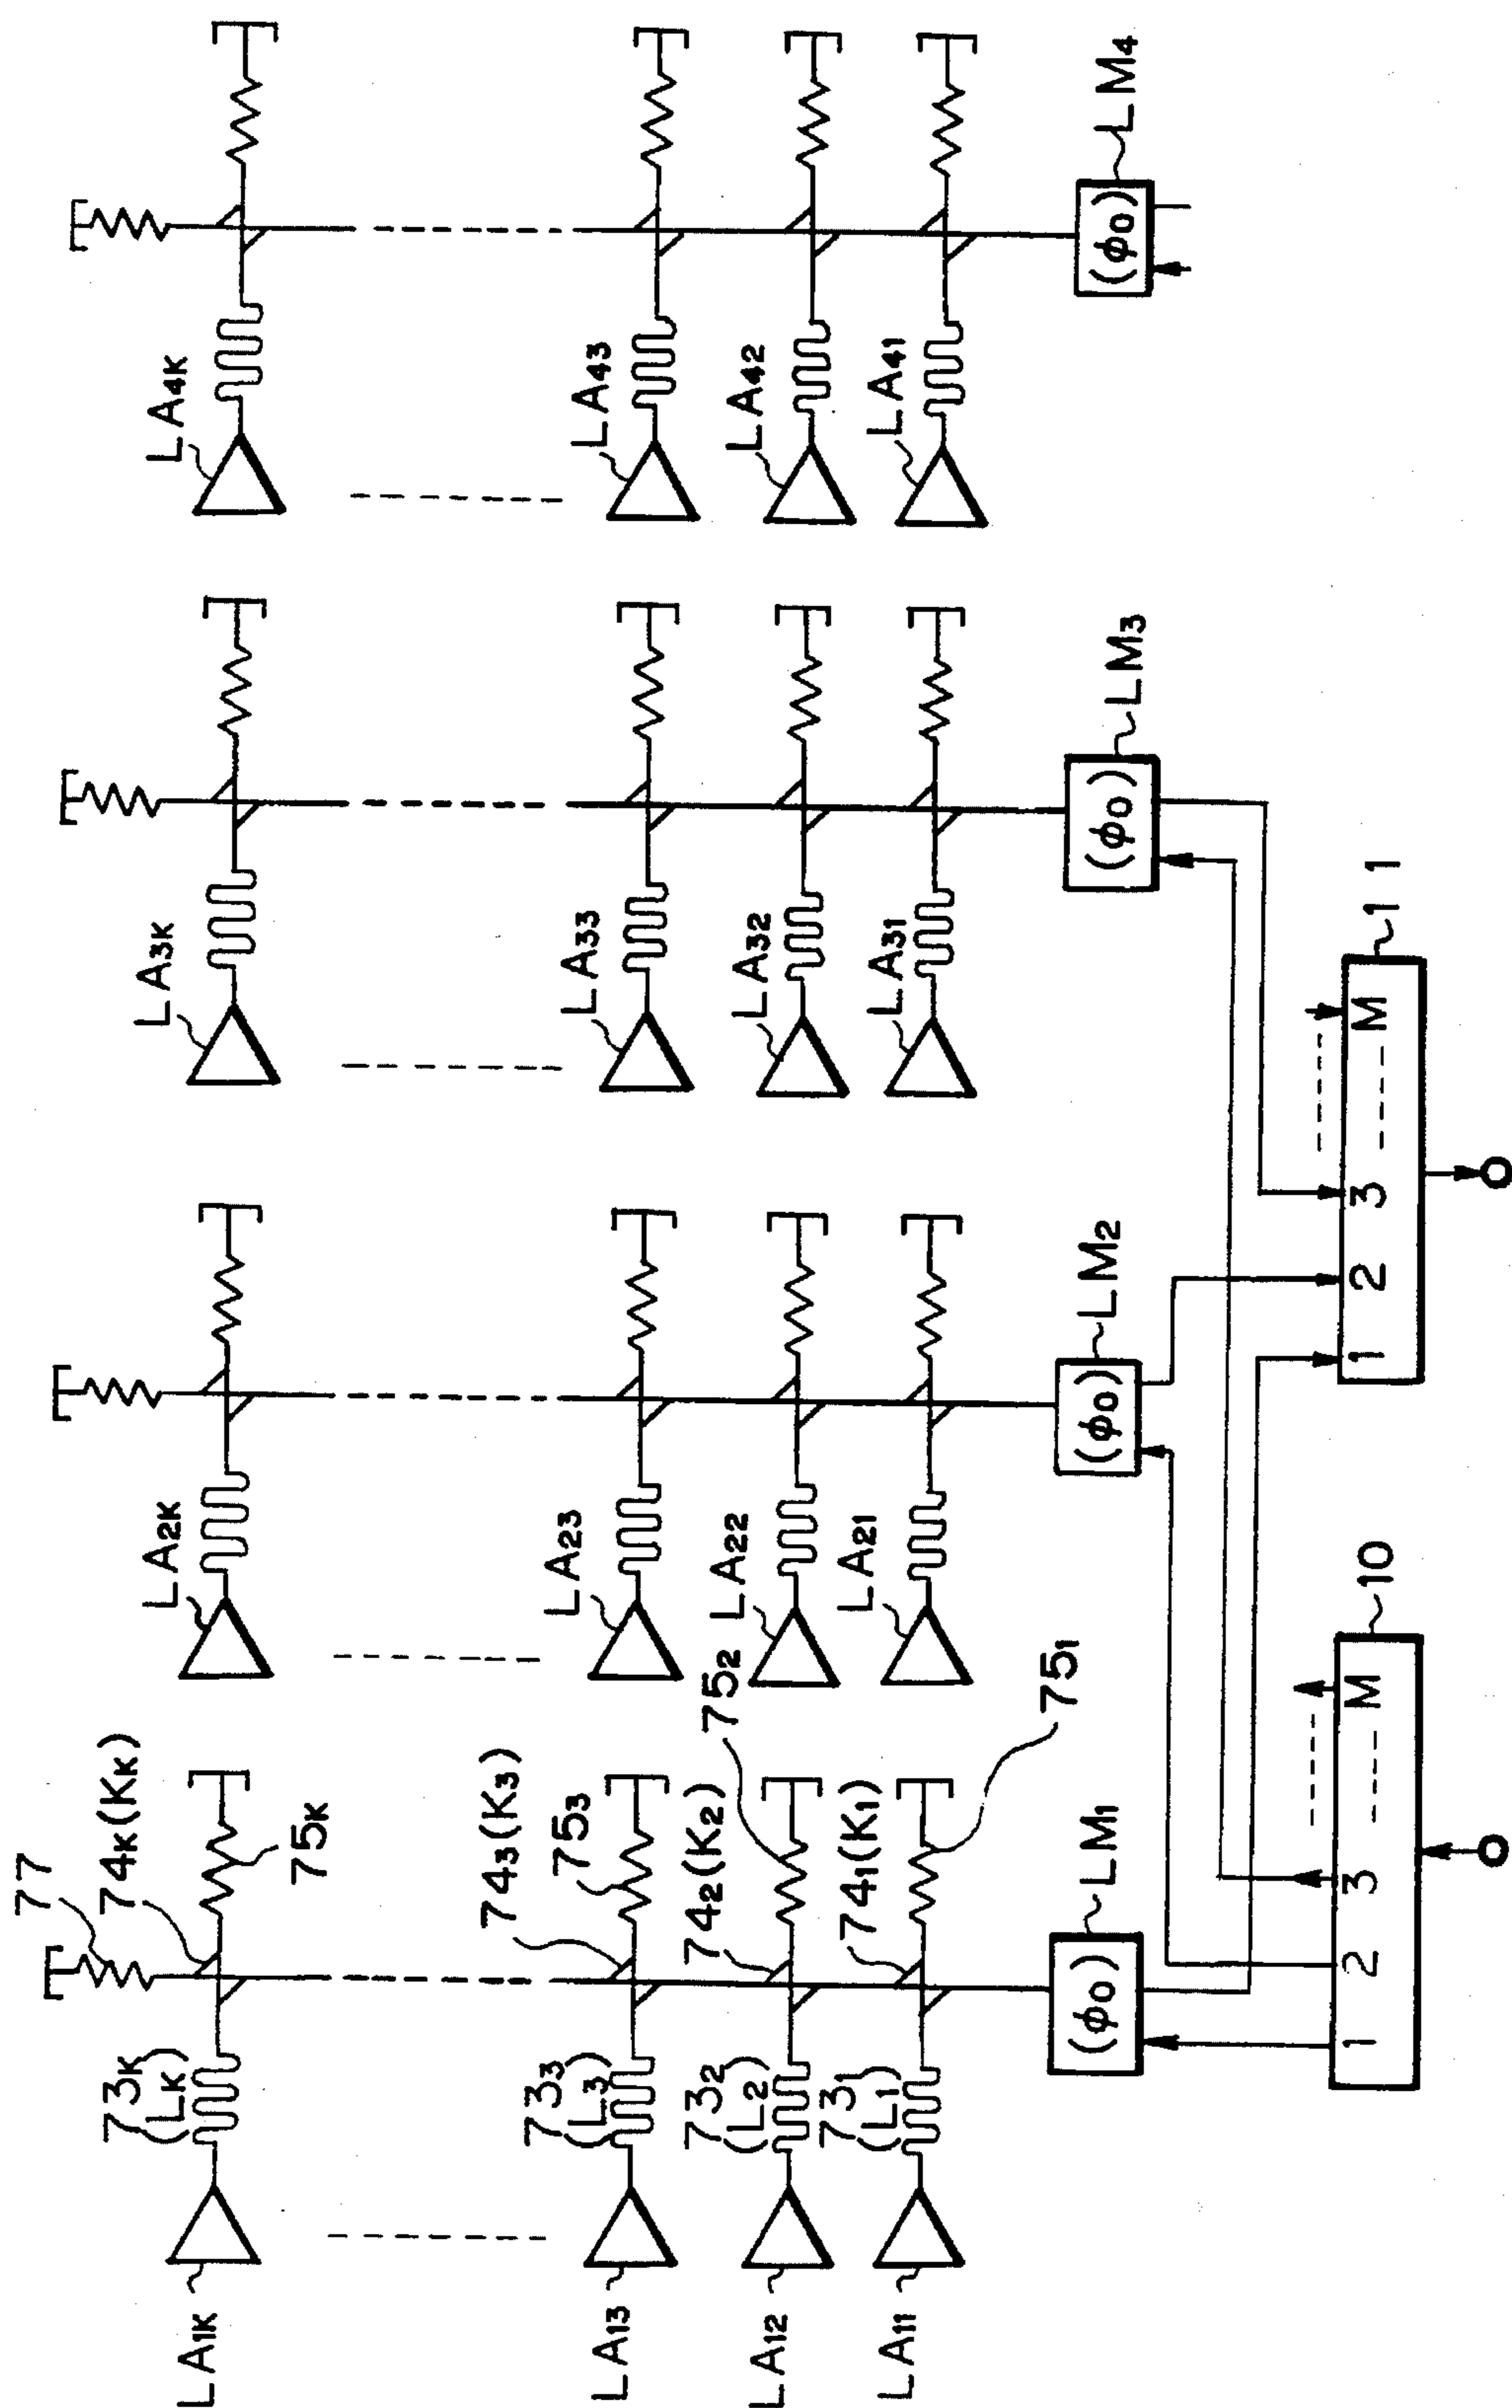 77
74K(KK)
75K
73K
(LK)
LA1K
LA2K
LA3K
LA4K
743(K3)
753
733
(L3)
LA13
LA23
LA33
LA43
742(K2)
752
732
(L2)
LA12
LA22
LA32
LA42
741(K1)
751
731
(L1)
LA11
LA21
LA31
LA41
(φ0)
LM1
(φ0)
LM2
(φ0)
LM3
(φ0)
LM4
1 2 3 M
10
1 2 3 M
11